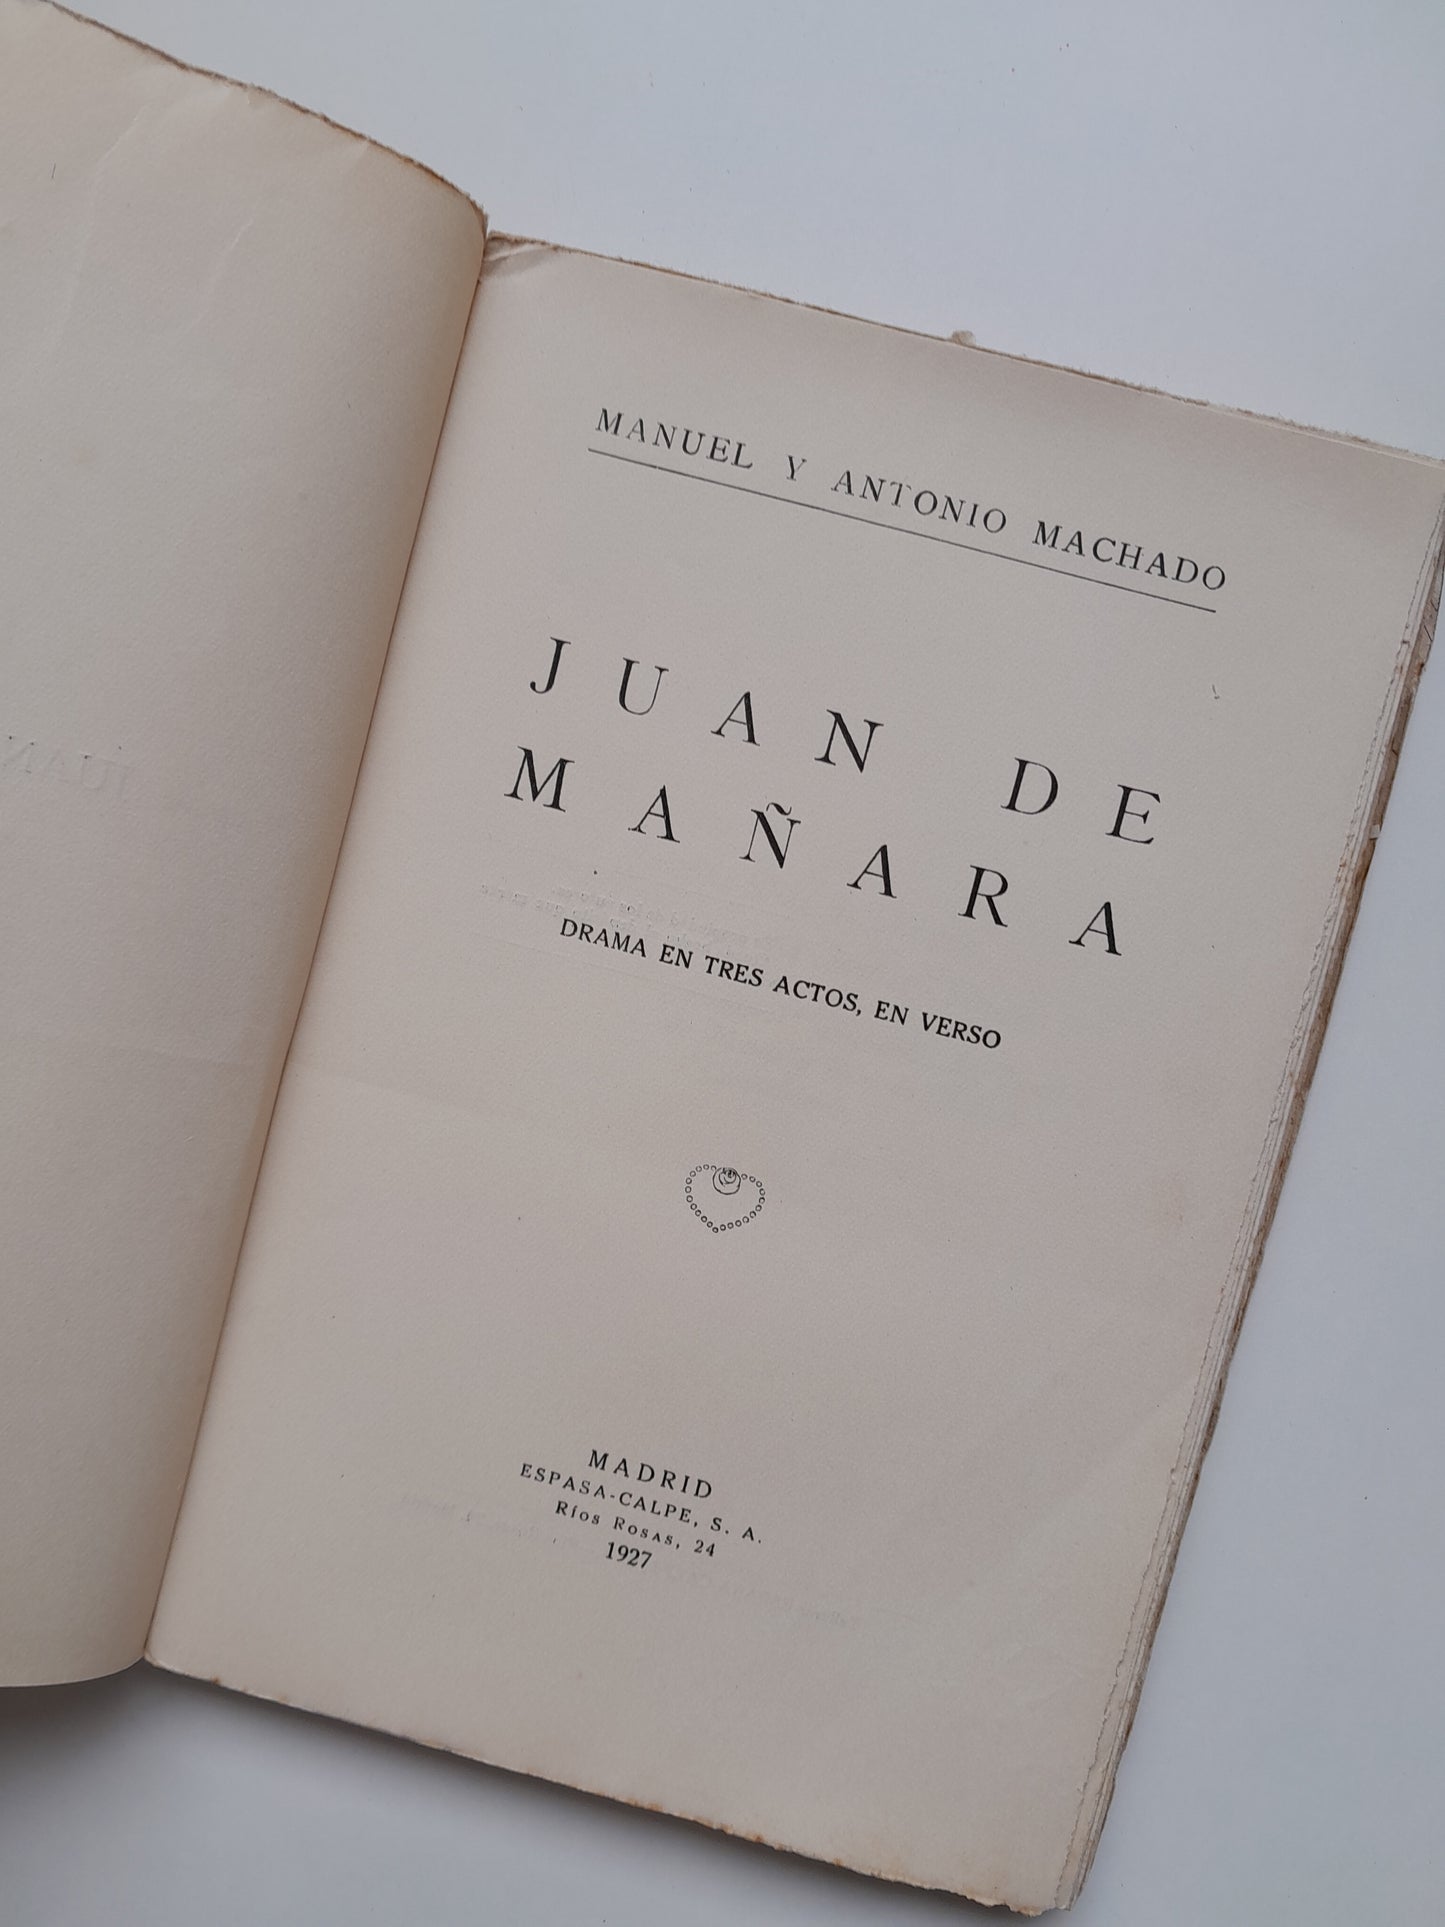 MANUEL Y ANTONIO MACHADO
JUAN DE
MAÑARA
DRAMA EN TRES ACTOS, EN VERSO
MADRID
ESPASA-CALPE, S. A.
Ríos Rosas, 24
1927